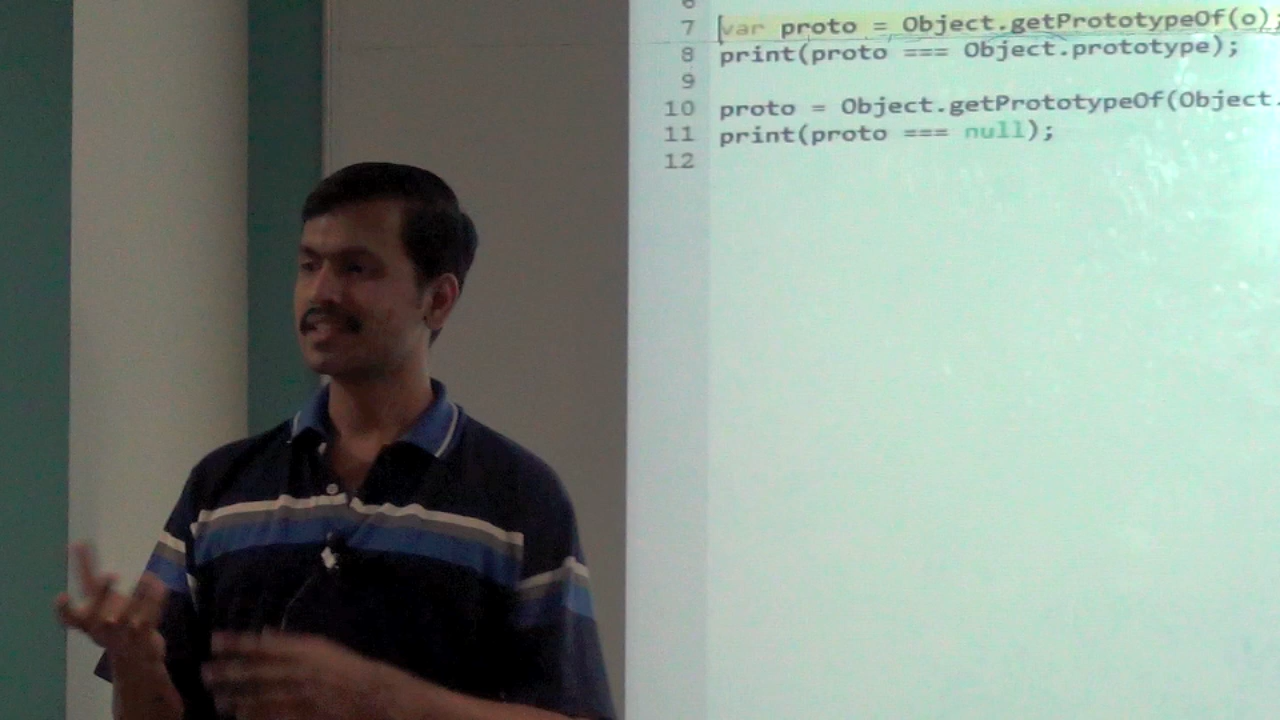 7 var proto = Object.getPrototypeOf(o);
8 print(proto === Object.prototype);
9
10 proto = Object.getPrototypeOf(Object.
11 print(proto === null);
12